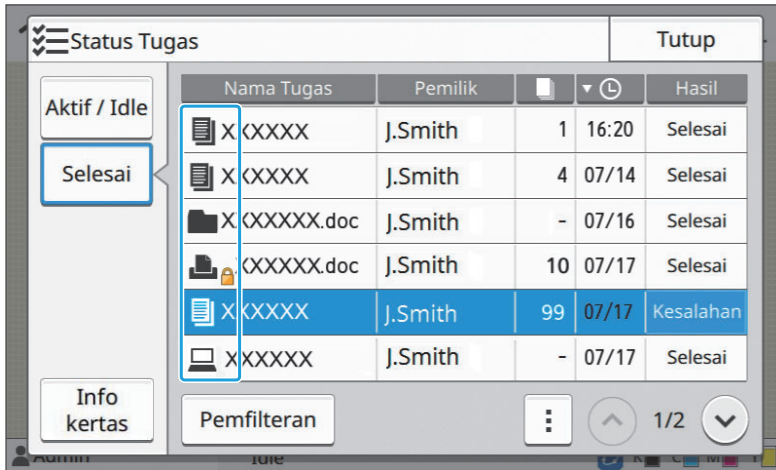 Status Tugas Tutup
Aktif / Idle
Selesai
Info
kertas
Nama Tugas Pemilik Hasil
XXXXXX J.Smith 1 16:20 Selesai
XXXXXX J.Smith 4 07/14 Selesai
XXXXXXX.doc J.Smith - 07/16 Selesai
XXXXXX.doc J.Smith 10 07/17 Selesai
XXXXXX J.Smith 99 07/17 Kesalahan
XXXXXX J.Smith - 07/17 Selesai
Pemfilteran 1/2
Admin Idle K C M Y